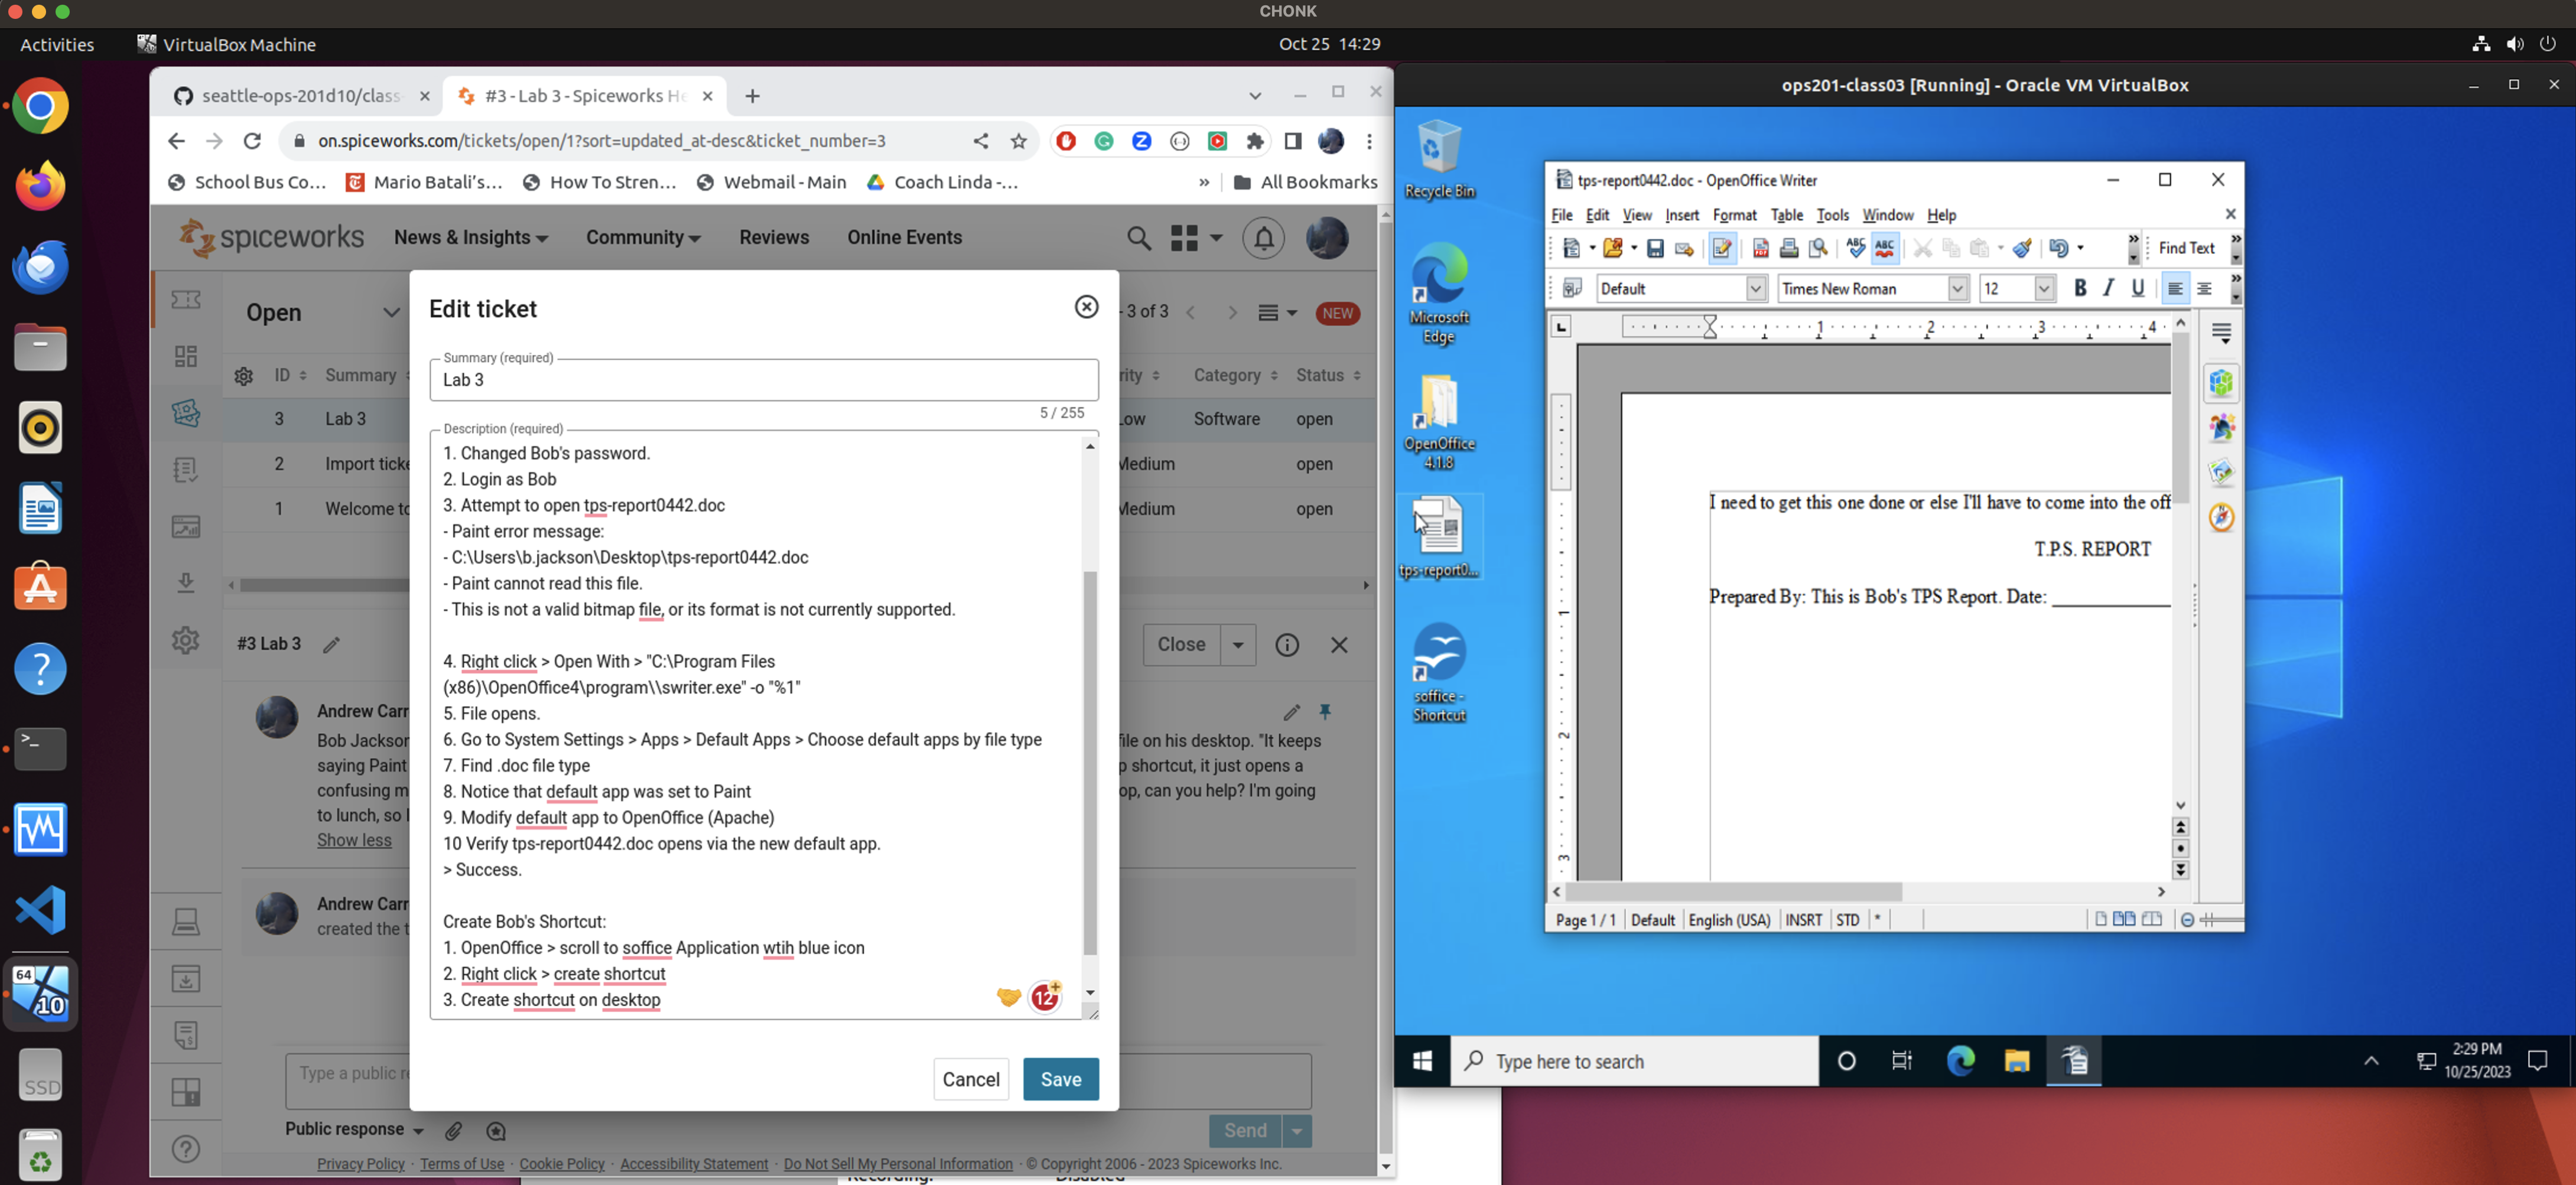 CHONK
Activities
VirtualBox Machine
Oct 25 14:29
seattle-ops-201d10/class
#3 - Lab 3 - Spiceworks He
on.spiceworks.com/tickets/open/1?sort=updated_at-desc&ticket_number=3
School Bus Co...
Mario Batali's...
How To Stren...
Webmail - Main
Coach Linda -...
»
All Bookmarks
spiceworks
News & Insights
Community
Reviews
Online Events
Open
- 3 of 3
NEW
ID
Summary
rity
Category
Status
3
Lab 3
Low
Software
open
2
Import ticke
Medium
open
1
Welcome to
Medium
open
#3 Lab 3
Close
Andrew Carr
Bob Jackson
file on his desktop. "It keeps
saying Paint
p shortcut, it just opens a
confusing m
op, can you help? I'm going
to lunch, so I
Show less
Andrew Carr
created the t
Type a public re
Public response
Send
Privacy Policy · Terms of Use · Cookie Policy · Accessibility Statement · Do Not Sell My Personal Information · © Copyright 2006 - 2023 Spiceworks Inc.
Recording:
Disabled
Edit ticket
Summary (required)
Lab 3
5 / 255
Description (required)
1. Changed Bob's password.
2. Login as Bob
3. Attempt to open tps-report0442.doc
- Paint error message:
- C:\Users\b.jackson\Desktop\tps-report0442.doc
- Paint cannot read this file.
- This is not a valid bitmap file, or its format is not currently supported.
4. Right click > Open With > "C:\Program Files
(x86)\OpenOffice4\program\\swriter.exe" -o "%1"
5. File opens.
6. Go to System Settings > Apps > Default Apps > Choose default apps by file type
7. Find .doc file type
8. Notice that default app was set to Paint
9. Modify default app to OpenOffice (Apache)
10 Verify tps-report0442.doc opens via the new default app.
> Success.
Create Bob's Shortcut:
1. OpenOffice > scroll to soffice Application wtih blue icon
2. Right click > create shortcut
3. Create shortcut on desktop
12
Cancel
Save
64
10
SSD
ops201-class03 [Running] - Oracle VM VirtualBox
Recycle Bin
Microsoft
Edge
OpenOffice
4.1.8
tps-report0...
soffice -
Shortcut
tps-report0442.doc - OpenOffice Writer
File Edit View Insert Format Table Tools Window Help
ABC
ABC
Find Text
Default
Times New Roman
12
B I U
1 2 3 4
I need to get this one done or else I'll have to come into the off
T.P.S. REPORT
Prepared By: This is Bob's TPS Report. Date: ____________
1
2
3
Page 1 / 1
Default
English (USA)
INSRT
STD
*
Type here to search
2:29 PM
10/25/2023